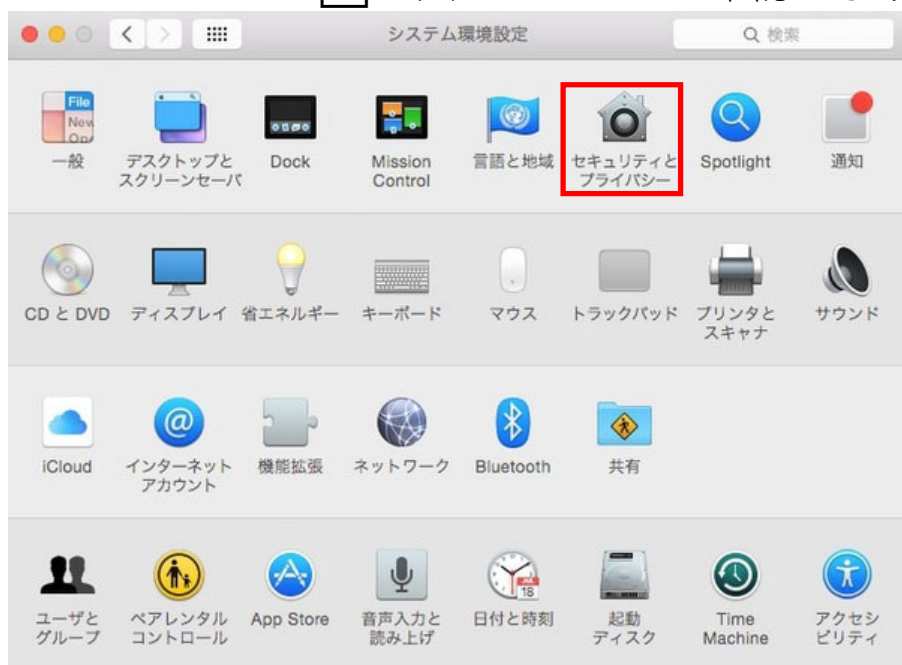 システム環境設定
検索
File
New
一般
デスクトップと
スクリーンセーバ
Dock
Mission
Control
言語と地域
セキュリティと
プライバシー
Spotlight
通知
CD と DVD
ディスプレイ
省エネルギー
キーボード
マウス
トラックパッド
プリンタと
スキャナ
サウンド
iCloud
インターネット
アカウント
機能拡張
ネットワーク
Bluetooth
共有
ユーザと
グループ
ペアレンタル
コントロール
App Store
音声入力と
読み上げ
日付と時刻
JUL
18
起動
ディスク
Time
Machine
アクセシ
ビリティ